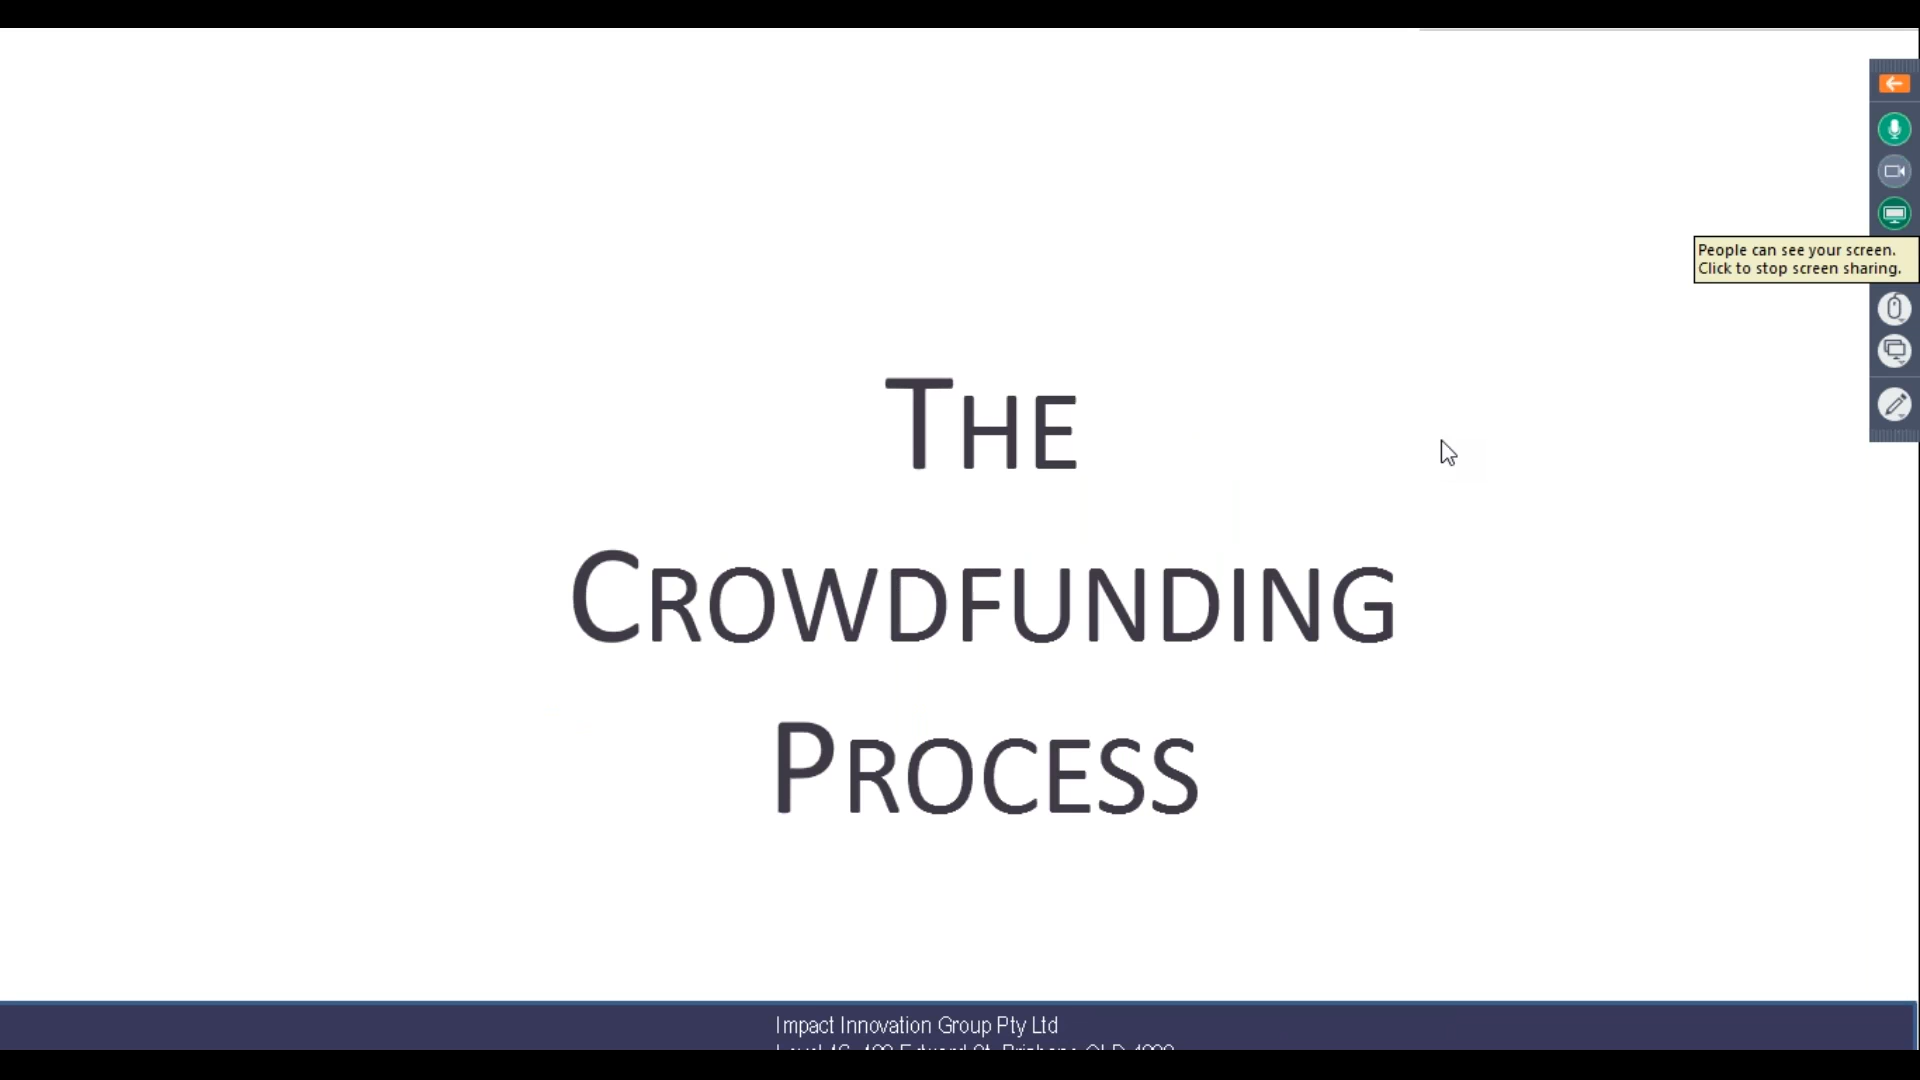 People can see your screen.
Click to stop screen sharing.
THE
CROWDFUNDING
PROCESS
Impact Innovation Group Pty Ltd